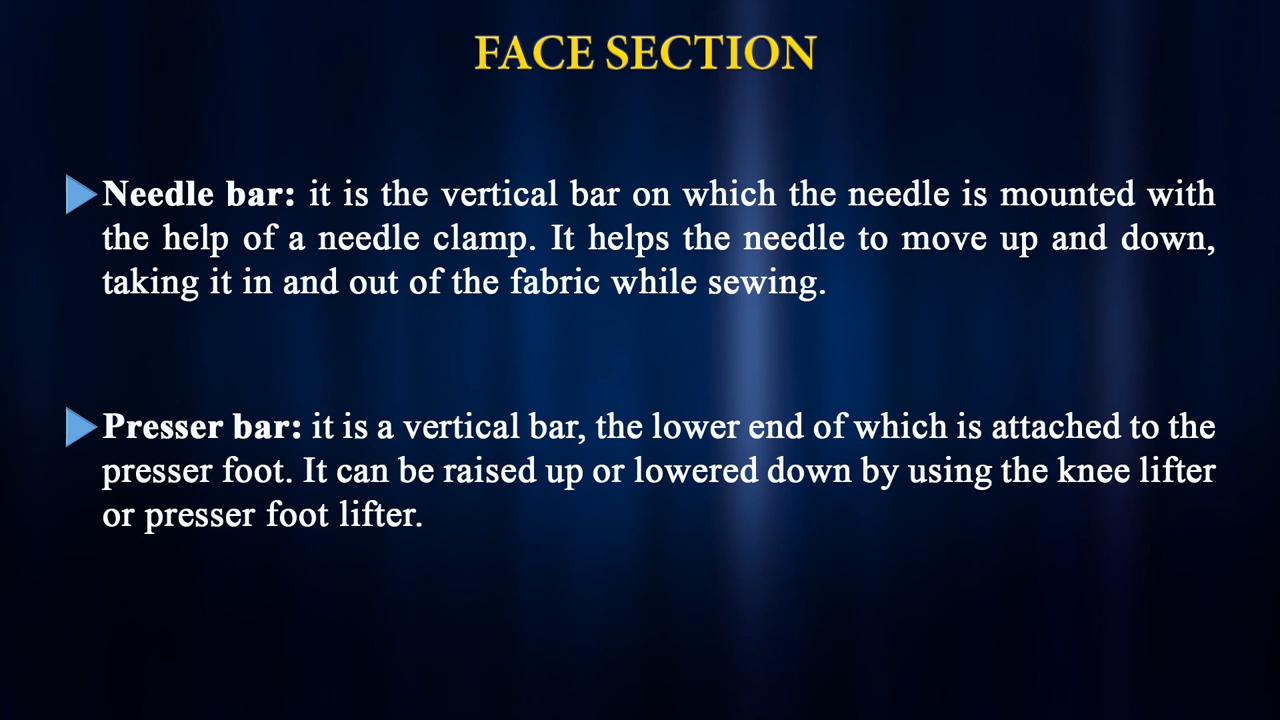 FACE SECTION
Needle bar: it is the vertical bar on which the needle is mounted with
the help of a needle clamp. It helps the needle to move up and down,
taking it in and out of the fabric while sewing.
Presser bar: it is a vertical bar, the lower end of which is attached to the
presser foot. It can be raised up or lowered down by using the knee lifter
or presser foot lifter.